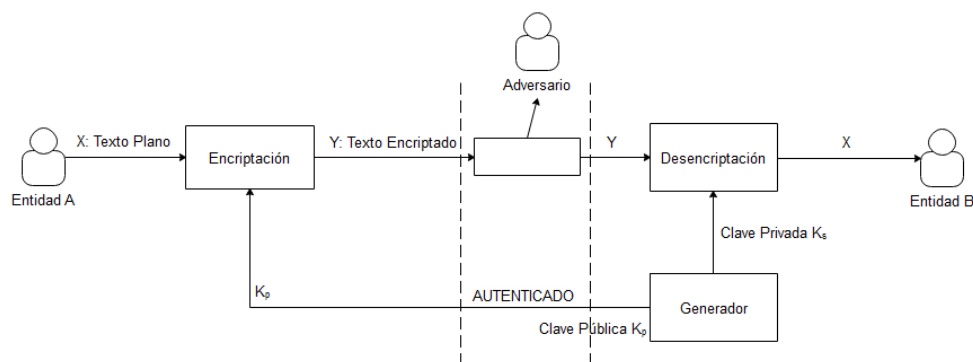 Adversario
X: Texto Plano
Encriptación
Y: Texto Encriptado
Y
Desencriptación
X
Entidad A
Entidad B
Clave Privada Kₛ
Kₚ
AUTENTICADO
Generador
Clave Pública Kₚ